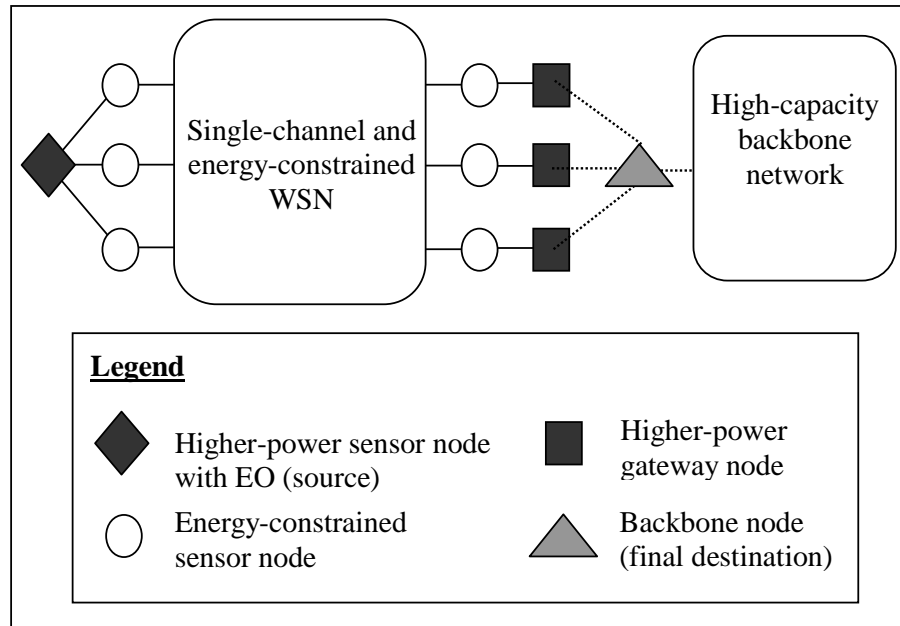 Single-channel and
energy-constrained
WSN
High-capacity
backbone
network
Legend
Higher-power sensor node
with EO (source)
Energy-constrained
sensor node
Higher-power
gateway node
Backbone node
(final destination)